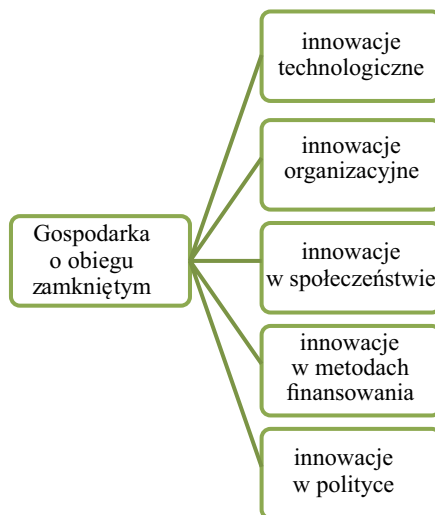 Gospodarka
o obiegu
zamkniętym
innowacje
technologiczne
innowacje
organizacyjne
innowacje
w społeczeństwie
innowacje
w metodach
finansowania
innowacje
w polityce